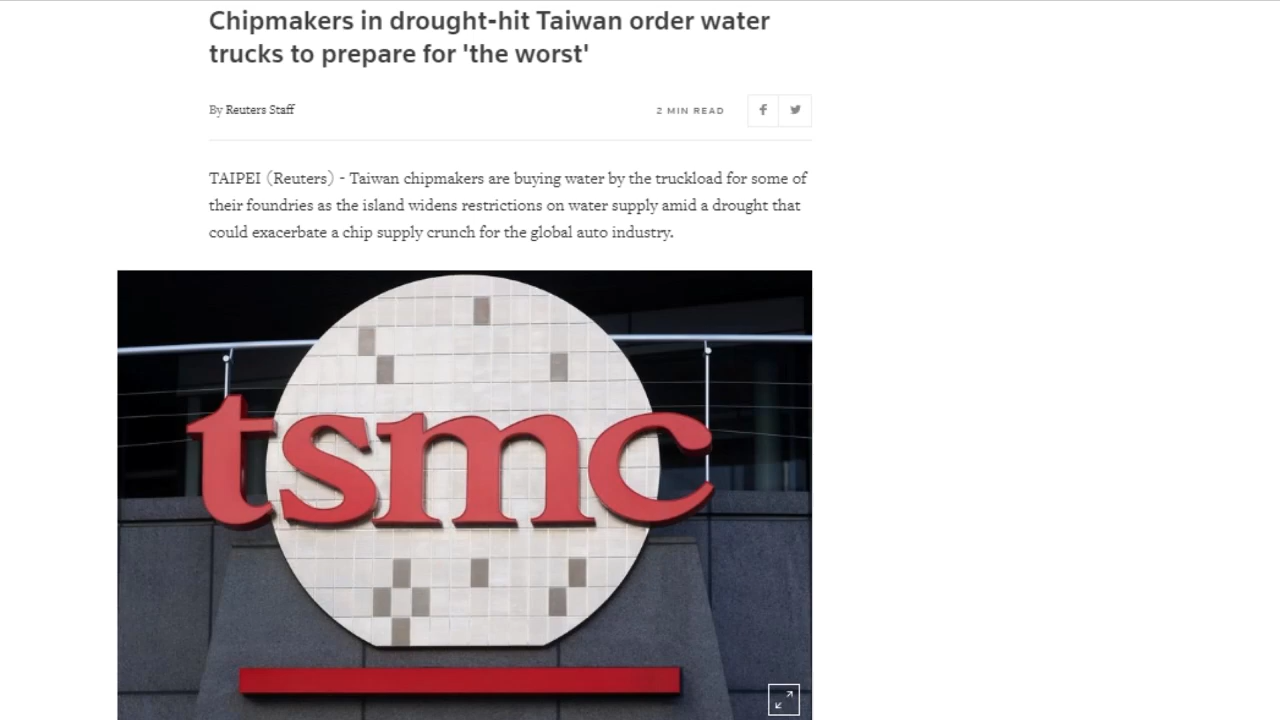 Chipmakers in drought-hit Taiwan order water
trucks to prepare for 'the worst'
By Reuters Staff
2 MIN READ
TAIPEI (Reuters) - Taiwan chipmakers are buying water by the truckload for some of
their foundries as the island widens restrictions on water supply amid a drought that
could exacerbate a chip supply crunch for the global auto industry.
tsmc